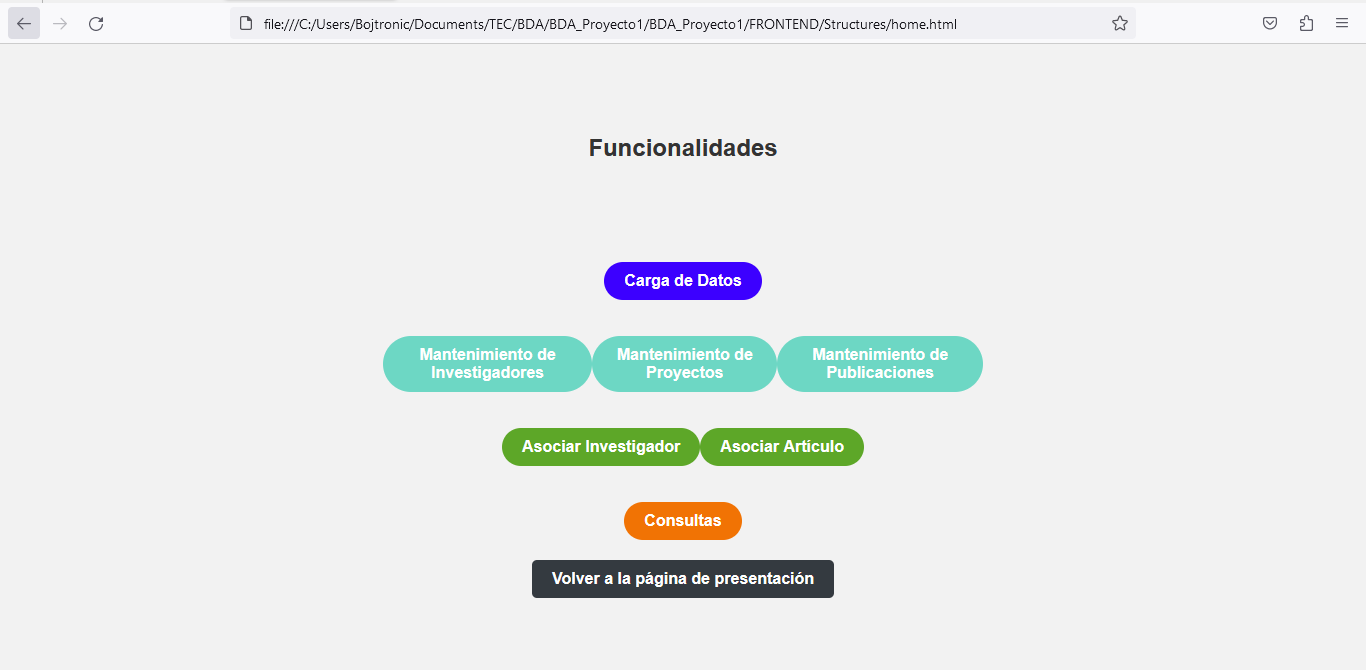 file:///C:/Users/Bojtronic/Documents/TEC/BDA/BDA_Proyecto1/BDA_Proyecto1/FRONTEND/Structures/home.html
Funcionalidades
Carga de Datos
Mantenimiento de
Investigadores
Mantenimiento de
Proyectos
Mantenimiento de
Publicaciones
Asociar Investigador
Asociar Artículo
Consultas
Volver a la página de presentación